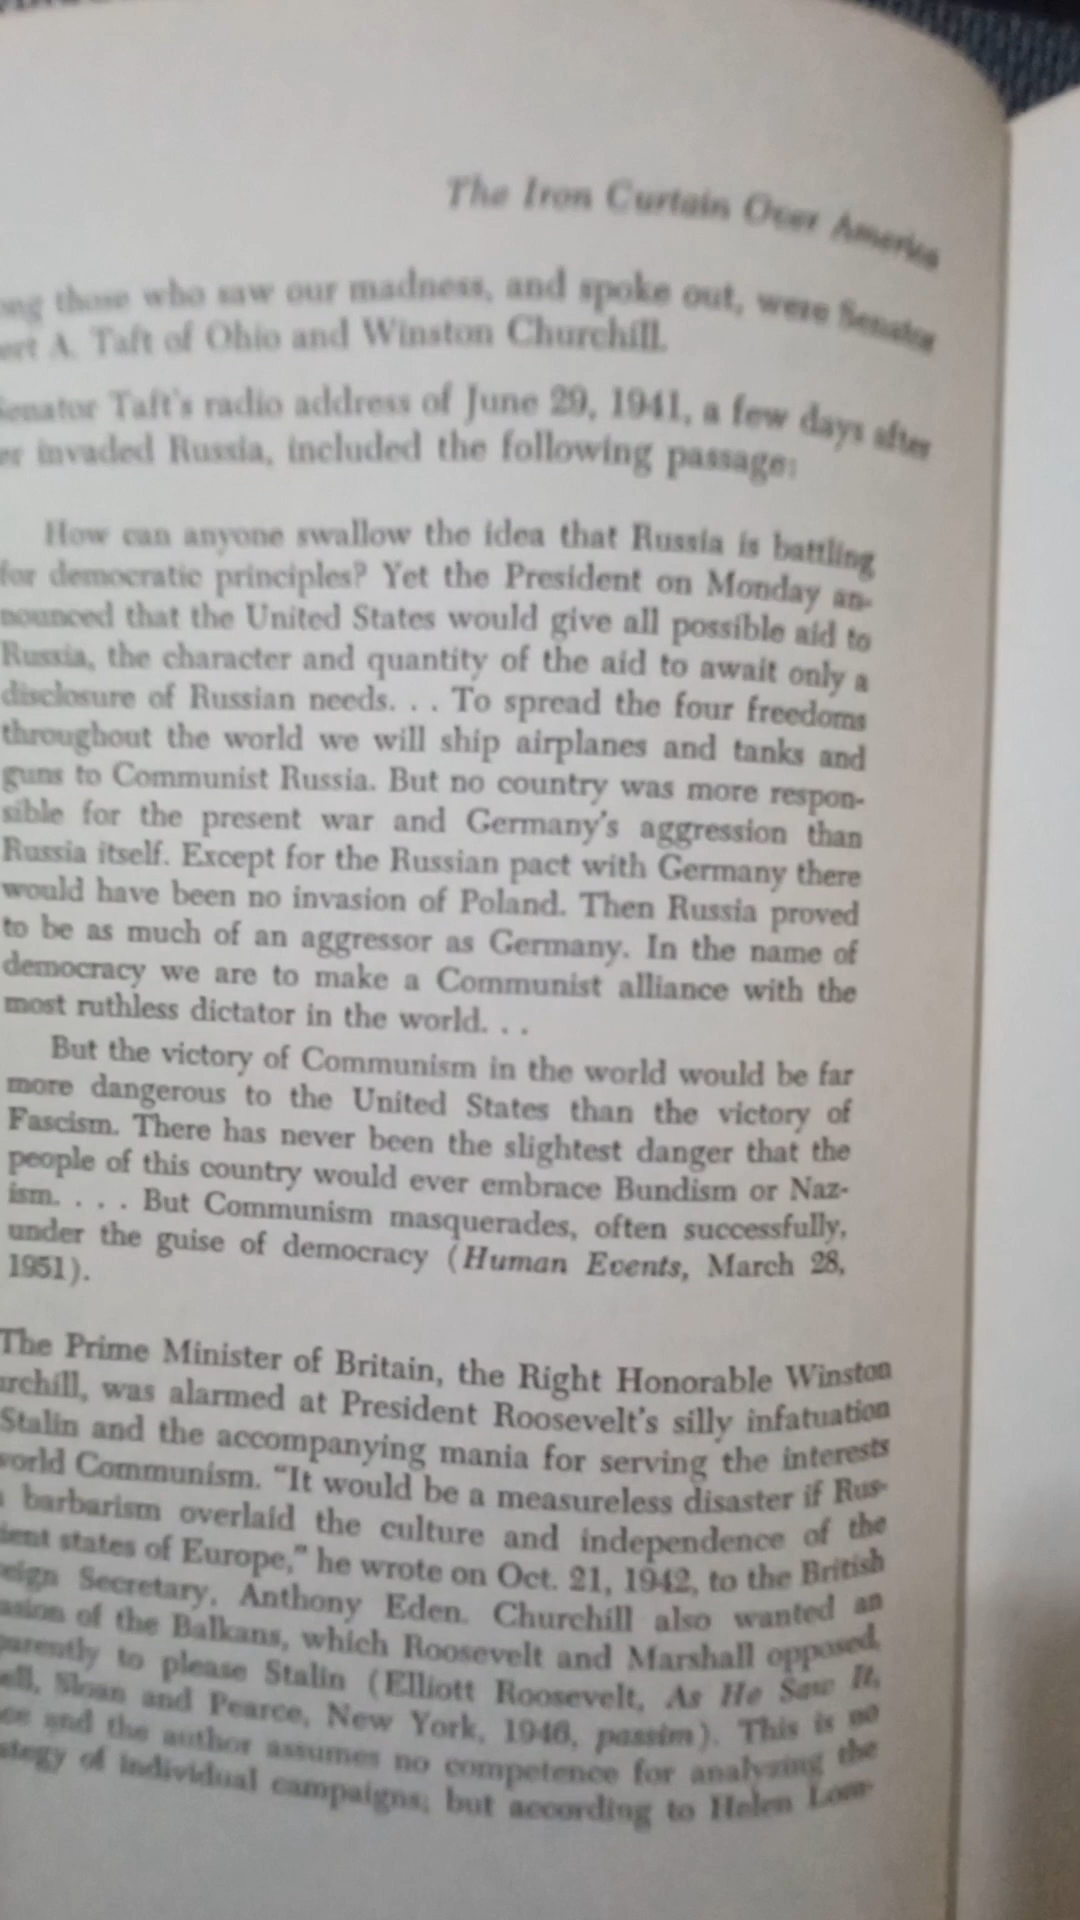 The Iron Curtain Over America
ong those who saw our madness, and spoke out, were Senator
ert A. Taft of Ohio and Winston Churchill.
Senator Taft's radio address of June 29, 1941, a few days after
er invaded Russia, included the following passage:
How can anyone swallow the idea that Russia is battling
for democratic principles? Yet the President on Monday an-
nounced that the United States would give all possible aid to
Russia, the character and quantity of the aid to await only a
disclosure of Russian needs. . . To spread the four freedoms
throughout the world we will ship airplanes and tanks and
guns to Communist Russia. But no country was more respon-
sible for the present war and Germany's aggression than
Russia itself. Except for the Russian pact with Germany there
would have been no invasion of Poland. Then Russia proved
to be as much of an aggressor as Germany. In the name of
democracy we are to make a Communist alliance with the
most ruthless dictator in the world. . .
But the victory of Communism in the world would be far
more dangerous to the United States than the victory of
Fascism. There has never been the slightest danger that the
people of this country would ever embrace Bundism or Naz-
ism. . . . But Communism masquerades, often successfully,
under the guise of democracy (Human Events, March 28,
1951).
The Prime Minister of Britain, the Right Honorable Winston
urchill, was alarmed at President Roosevelt's silly infatuation
Stalin and the accompanying mania for serving the interests
world Communism. "It would be a measureless disaster if Rus-
barbarism overlaid the culture and independence of the
ient states of Europe," he wrote on Oct. 21, 1942, to the British
eign Secretary, Anthony Eden. Churchill also wanted an
asion of the Balkans, which Roosevelt and Marshall opposed,
parently to please Stalin (Elliott Roosevelt, As He Saw It,
ell, Sloan and Pearce, New York, 1946, passim). This is no
ce and the author assumes no competence for analyzing the
ategy of individual campaigns; but according to Helen Lom-